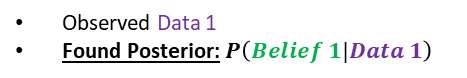 • Observed Data 1
• Found Posterior: P(Belief 1|Data 1)